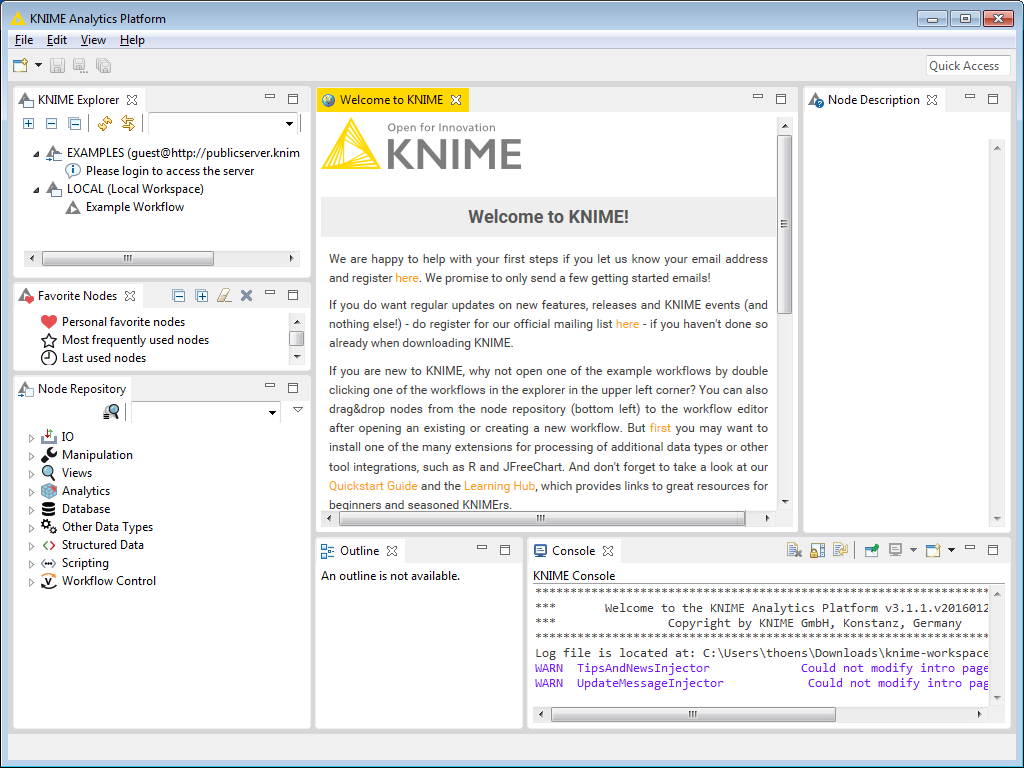 KNIME Analytics Platform
File Edit View Help
Quick Access
KNIME Explorer
EXAMPLES (guest@http://publicserver.knim
Please login to access the server
LOCAL (Local Workspace)
Example Workflow
Favorite Nodes
Personal favorite nodes
Most frequently used nodes
Last used nodes
Node Repository
IO
Manipulation
Views
Analytics
Database
Other Data Types
Structured Data
Scripting
Workflow Control
Welcome to KNIME
Open for Innovation
KNIME
Welcome to KNIME!
We are happy to help with your first steps if you let us know your email address
and register here. We promise to only send a few getting started emails!
If you do want regular updates on new features, releases and KNIME events (and
nothing else!) - do register for our official mailing list here - if you haven't done so
already when downloading KNIME.
If you are new to KNIME, why not open one of the example workflows by double
clicking one of the workflows in the explorer in the upper left corner? You can also
drag&drop nodes from the node repository (bottom left) to the workflow editor
after opening an existing or creating a new workflow. But first you may want to
install one of the many extensions for processing of additional data types or other
tool integrations, such as R and JFreeChart. And don't forget to take a look at our
Quickstart Guide and the Learning Hub, which provides links to great resources for
beginners and seasoned KNIMErs.
Node Description
Outline
An outline is not available.
Console
KNIME Console
*****************************************************************
*** Welcome to the KNIME Analytics Platform v3.1.1.v2016012
*** Copyright by KNIME GmbH, Konstanz, Germany
*****************************************************************
Log file is located at: C:\Users\thoens\Downloads\knime-workspace
WARN TipsAndNewsInjector Could not modify intro page
WARN UpdateMessageInjector Could not modify intro pag